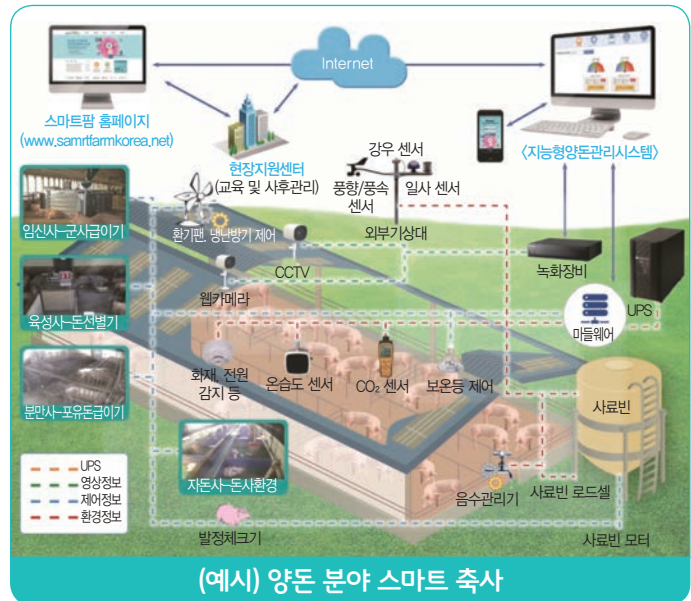 Internet
스마트팜 홈페이지
(www.samrtfarmkorea.net)
현장지원센터
(교육 및 사후관리)
<지능형양돈관리시스템>
강우 센서
풍향/풍속
센서
일사 센서
외부기상대
임신사-군사급이기
환기팬, 냉난방기 제어
CCTV
웹카메라
녹화장비
UPS
미들웨어
육성사-돈선별기
화재, 전원
감지 등
온습도 센서
CO₂ 센서
보온등 제어
사료빈
분만사-포유돈급이기
자돈사-돈사환경
음수관리기
사료빈 로드셀
사료빈 모터
발정체크기
UPS
영상정보
제어정보
환경정보
(예시) 양돈 분야 스마트 축사